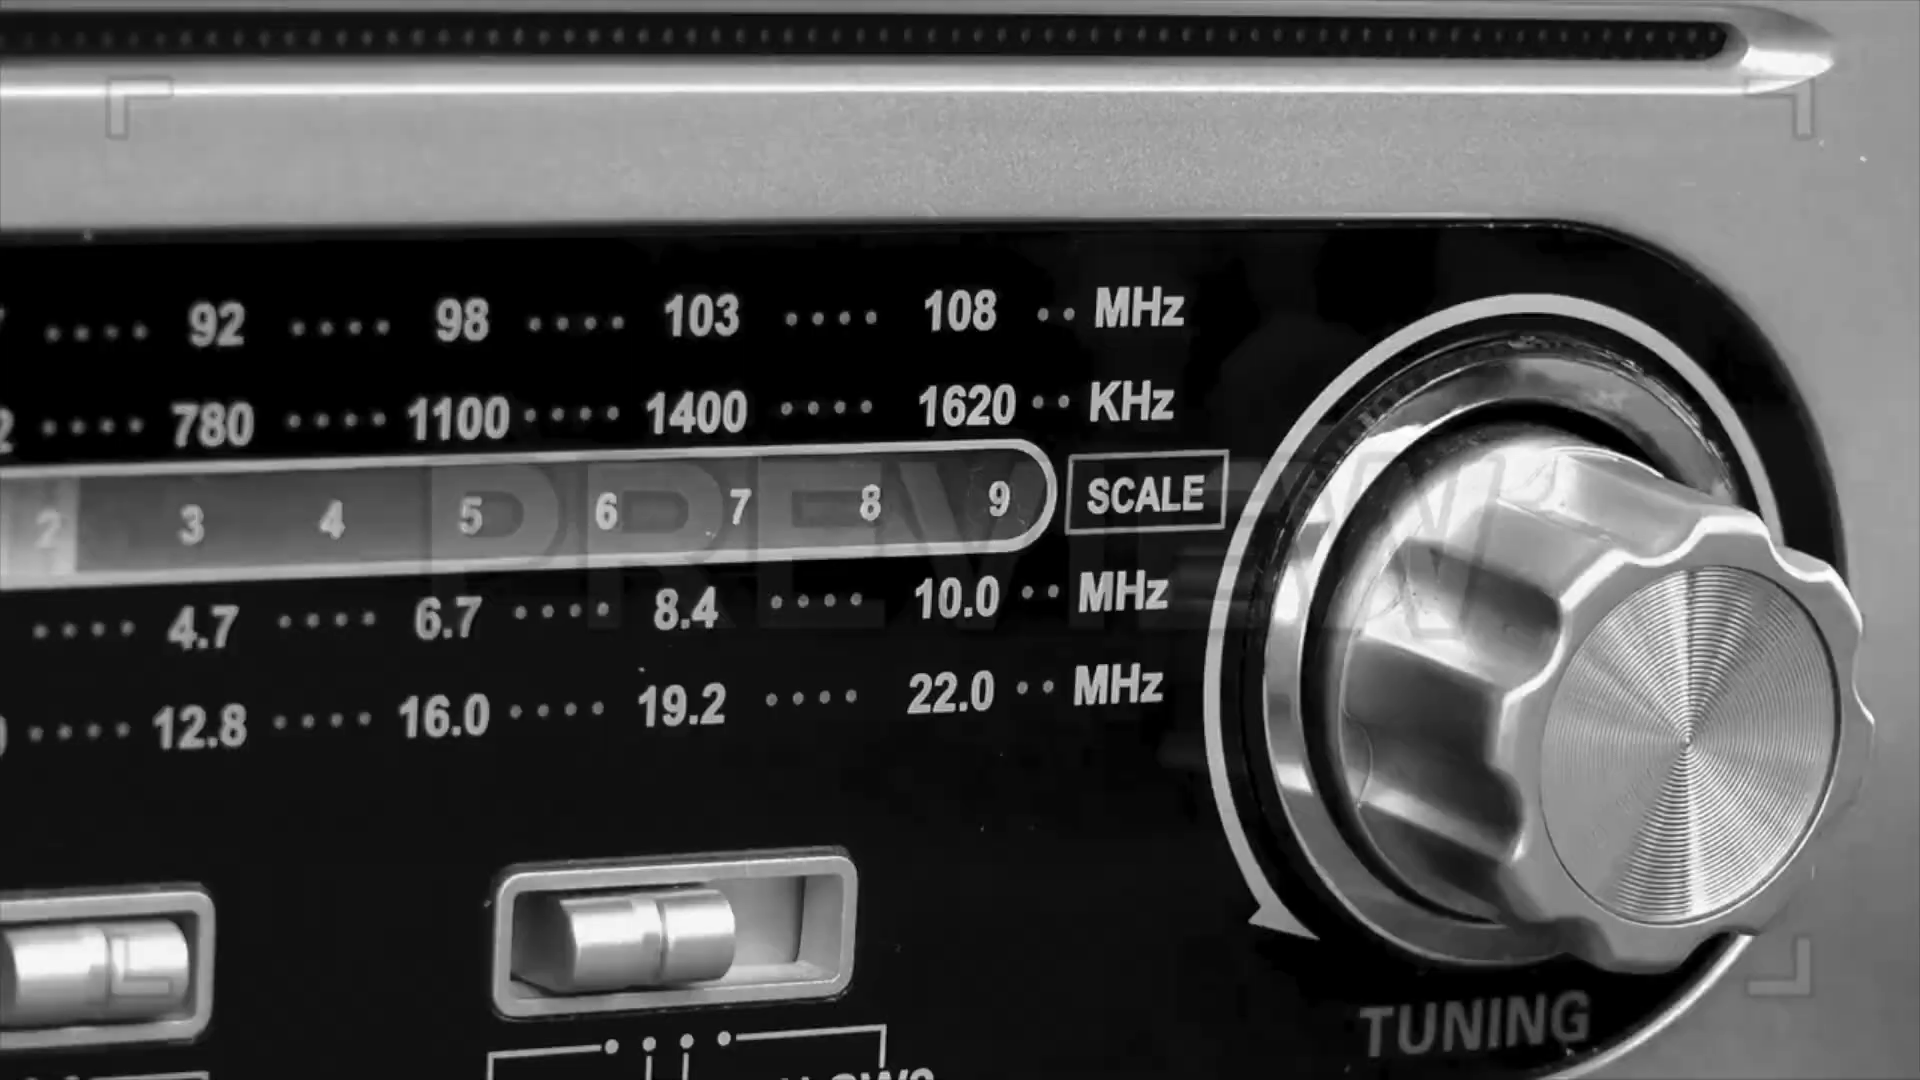 92 98 103 108 MHz
2 780 1100 1400 1620 KHz
2 3 4 5 6 7 8 9 SCALE
4.7 6.7 8.4 10.0 MHz
12.8 16.0 19.2 22.0 MHz
PREVIEW
TUNING